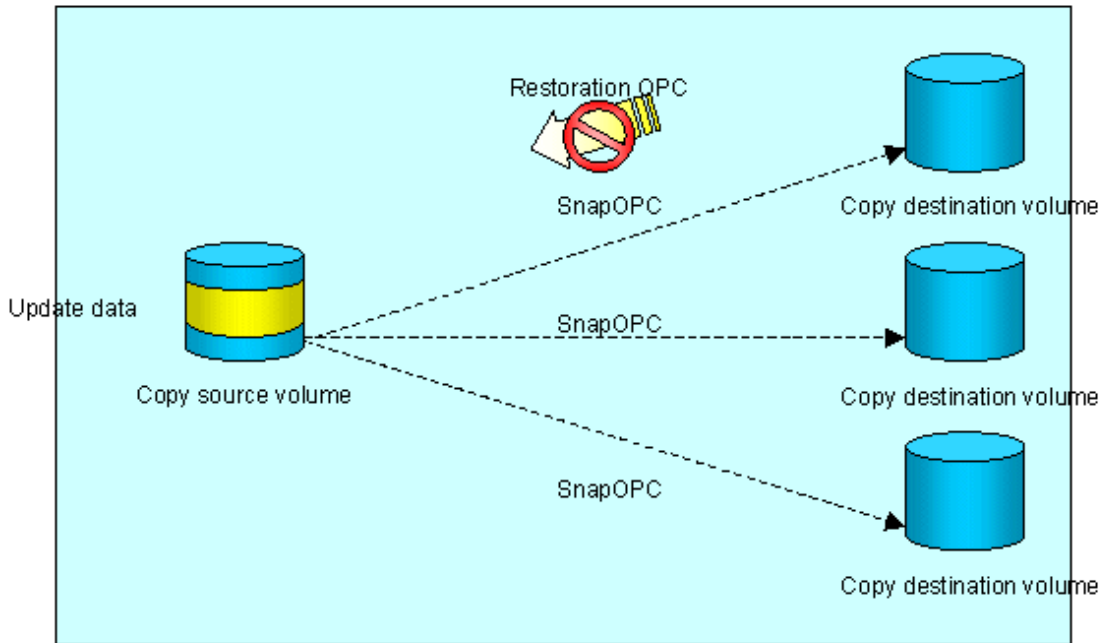 Restoration OPC
SnapOPC
Copy destination volume
Update data
SnapOPC
Copy source volume
Copy destination volume
SnapOPC
Copy destination volume